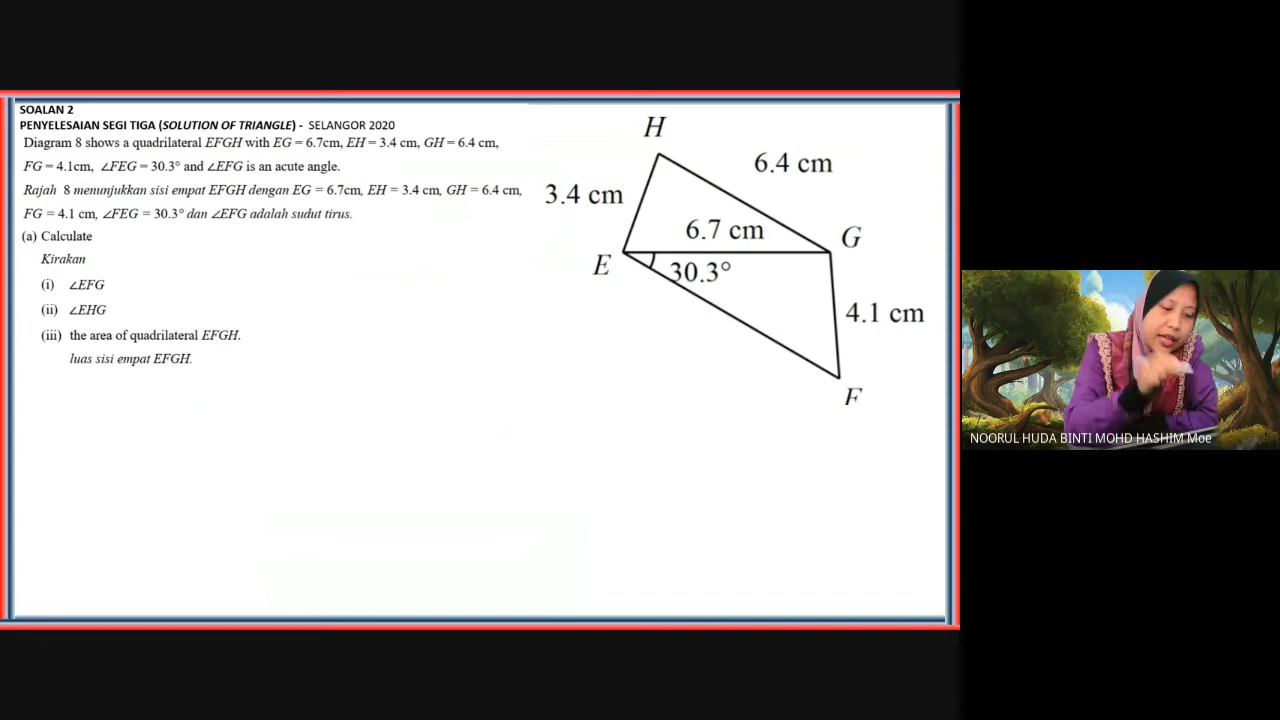 SOALAN 2
PENYELESAIAN SEGI TIGA (SOLUTION OF TRIANGLE) - SELANGOR 2020
Diagram 8 shows a quadrilateral EFGH with EG = 6.7cm, EH = 3.4 cm, GH = 6.4 cm,
FG = 4.1cm, ∠FEG = 30.3° and ∠EFG is an acute angle.
Rajah 8 menunjukkan sisi empat EFGH dengan EG = 6.7cm, EH = 3.4 cm, GH = 6.4 cm,
FG = 4.1 cm, ∠FEG = 30.3° dan ∠EFG adalah sudut tirus.
(a) Calculate
Kirakan
(i) ∠EFG
(ii) ∠EHG
(iii) the area of quadrilateral EFGH.
luas sisi empat EFGH.
H
6.4 cm
3.4 cm
6.7 cm
G
E
30.3°
4.1 cm
F
NOORUL HUDA BINTI MOHD HASHIM Moe